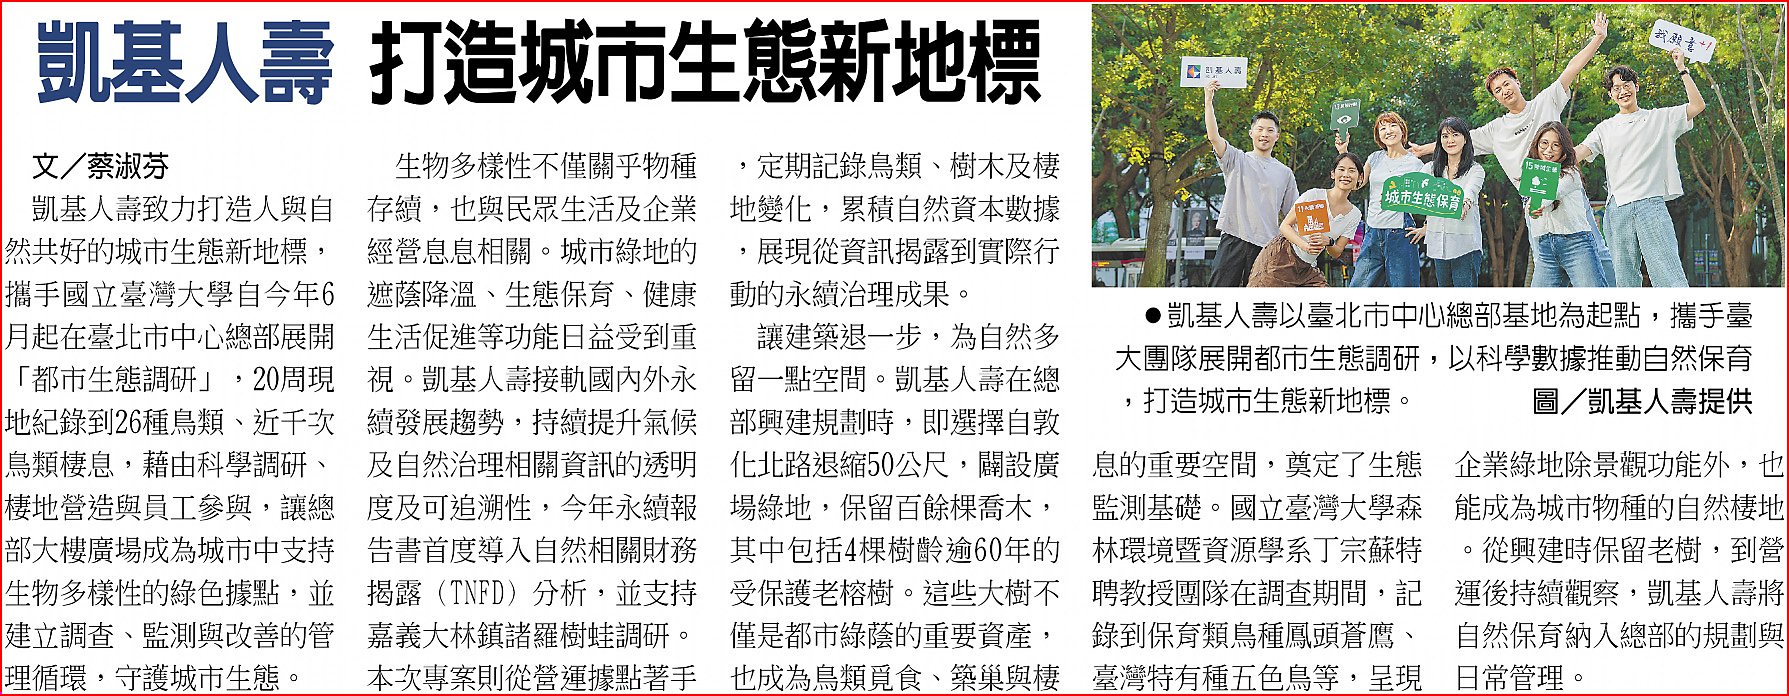 凱基人壽 打造城市生態新地標
文／蔡淑芬
凱基人壽致力打造人與自
然共好的城市生態新地標，
攜手國立臺灣大學自今年6
月起在臺北市中心總部展開
「都市生態調研」，20周現
地紀錄到26種鳥類、近千次
鳥類棲息，藉由科學調研、
棲地營造與員工參與，讓總
部大樓廣場成為城市中支持
生物多樣性的綠色據點，並
建立調查、監測與改善的管
理循環，守護城市生態。
生物多樣性不僅關乎物種
存續，也與民眾生活及企業
經營息息相關。城市綠地的
遮蔭降溫、生態保育、健康
生活促進等功能日益受到重
視。凱基人壽接軌國內外永
續發展趨勢，持續提升氣候
及自然治理相關資訊的透明
度及可追溯性，今年永續報
告書首度導入自然相關財務
揭露（TNFD）分析，並支持
嘉義大林鎮諸羅樹蛙調研。
本次專案則從營運據點著手
，定期記錄鳥類、樹木及棲
地變化，累積自然資本數據
，展現從資訊揭露到實際行
動的永續治理成果。
讓建築退一步，為自然多
留一點空間。凱基人壽在總
部興建規劃時，即選擇自敦
化北路退縮50公尺，闢設廣
場綠地，保留百餘棵喬木，
其中包括4棵樹齡逾60年的
受保護老榕樹。這些大樹不
僅是都市綠蔭的重要資產，
也成為鳥類覓食、築巢與棲
息的重要空間，奠定了生態
監測基礎。國立臺灣大學森
林環境暨資源學系丁宗蘇特
聘教授團隊在調查期間，記
錄到保育類鳥種鳳頭蒼鷹、
臺灣特有種五色鳥等，呈現
企業綠地除景觀功能外，也
能成為城市物種的自然棲地
。從興建時保留老樹，到營
運後持續觀察，凱基人壽將
自然保育納入總部的規劃與
日常管理。
凱基人壽
我願意+1
城市生態保育
15 陸域生態
●凱基人壽以臺北市中心總部基地為起點，攜手臺
大團隊展開都市生態調研，以科學數據推動自然保育
，打造城市生態新地標。 圖／凱基人壽提供